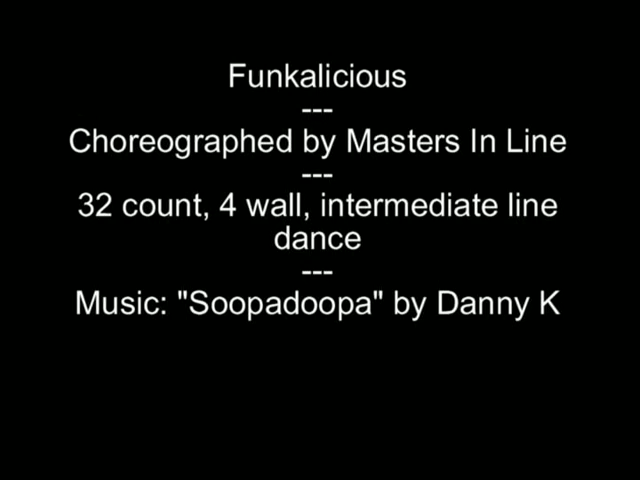 Funkalicious
---
Choreographed by Masters In Line
---
32 count, 4 wall, intermediate line
dance
---
Music: "Soopadoopa" by Danny K